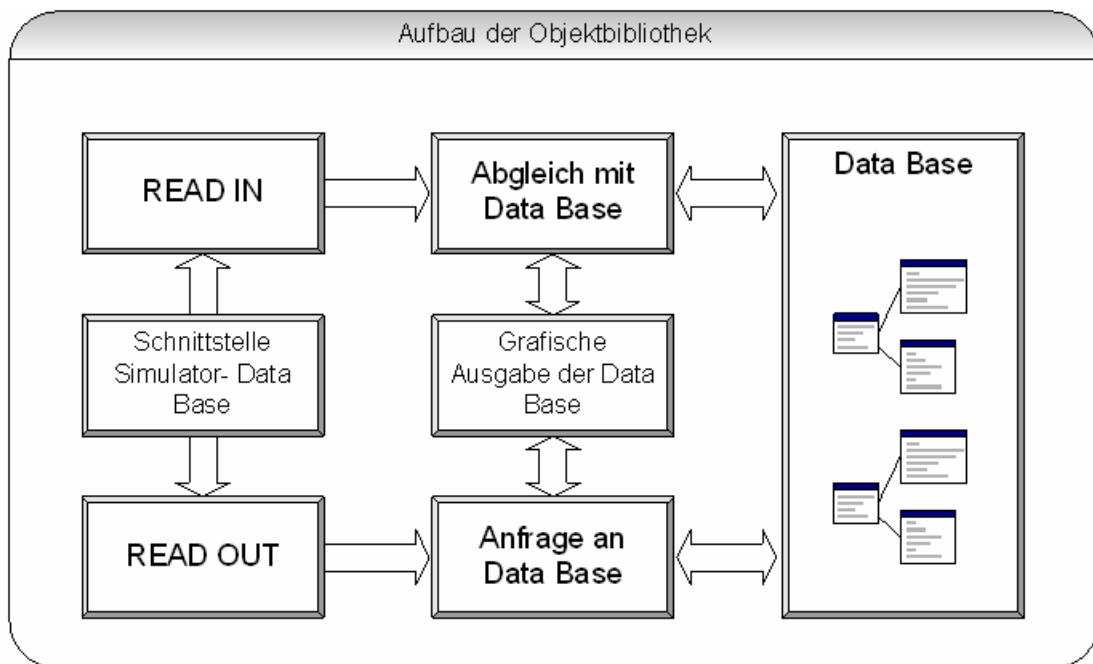 Aufbau der Objektbibliothek
READ IN
Abgleich mit
Data Base
Data Base
Schnittstelle
Simulator- Data
Base
Grafische
Ausgabe der Data
Base
READ OUT
Anfrage an
Data Base